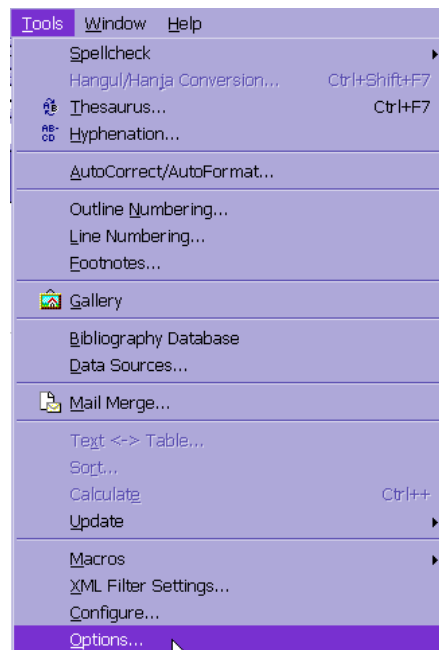 Tools Window Help
Spellcheck
Hangul/Hanja Conversion... Ctrl+Shift+F7
Thesaurus... Ctrl+F7
AB-CD Hyphenation...
AutoCorrect/AutoFormat...
Outline Numbering...
Line Numbering...
Footnotes...
Gallery
Bibliography Database
Data Sources...
Mail Merge...
Text <-> Table...
Sort...
Calculate Ctrl++
Update
Macros
XML Filter Settings...
Configure...
Options...